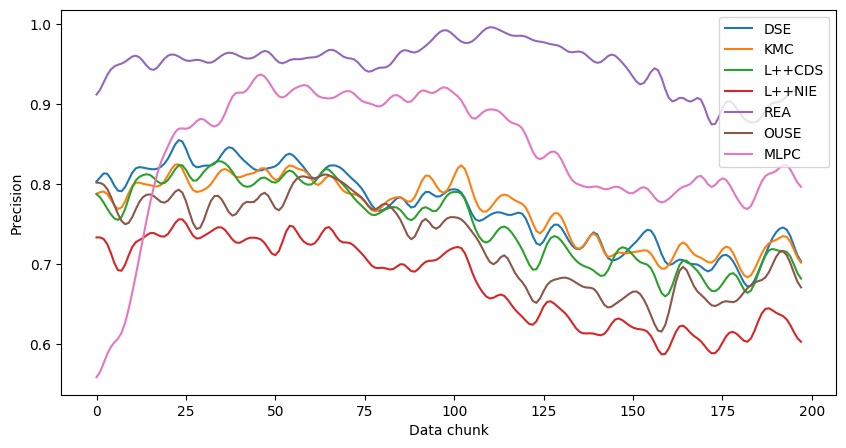 1.0
0.9
0.8
0.7
0.6
Precision
0
25
50
75
100
125
150
175
200
Data chunk
DSE
KMC
L++CDS
L++NIE
REA
OUSE
MLPC